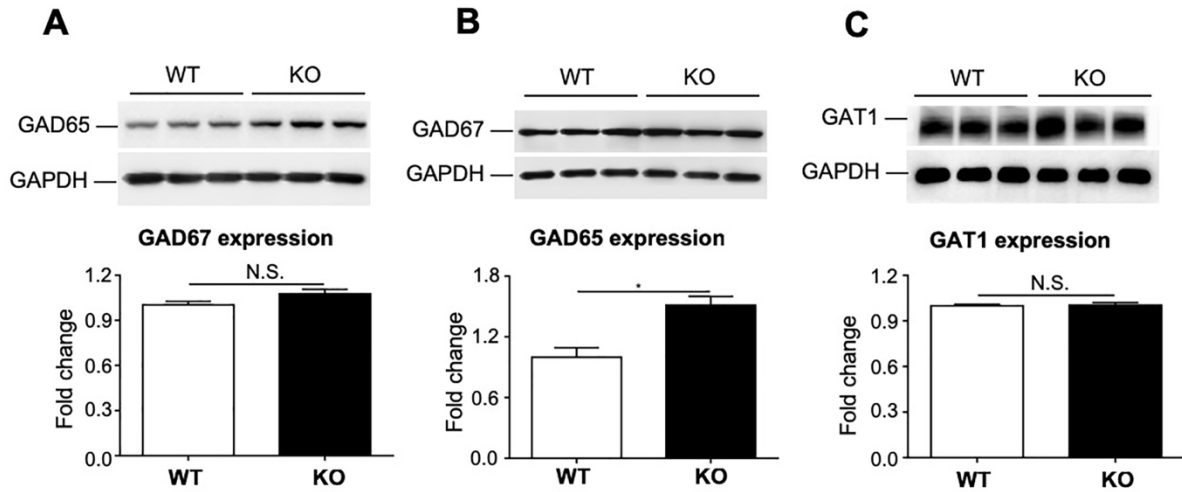 A
WT KO
GAD65
GAPDH
GAD67 expression
Fold change
1.2
N.S.
0.9
0.6
0.3
0.0
WT KO
B
WT KO
GAD67
GAPDH
GAD65 expression
Fold change
1.8
*
1.2
0.6
0.0
WT KO
C
WT KO
GAT1
GAPDH
GAT1 expression
Fold change
1.2
N.S.
0.9
0.6
0.3
0.0
WT KO